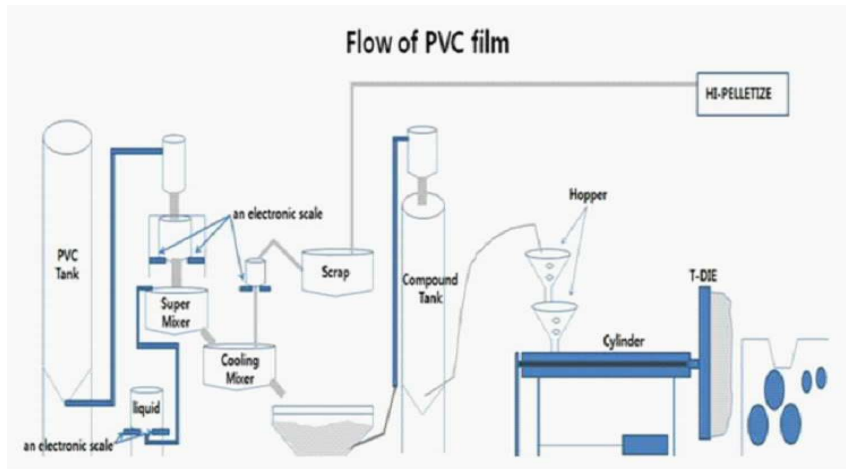 Flow of PVC film
HI-PELLETIZE
Hopper
an electronic scale
PVC
Tank
Scrap
Compound
Tank
T-DIE
Super
Mixer
Cylinder
Cooling
Mixer
liquid
an electronic scale